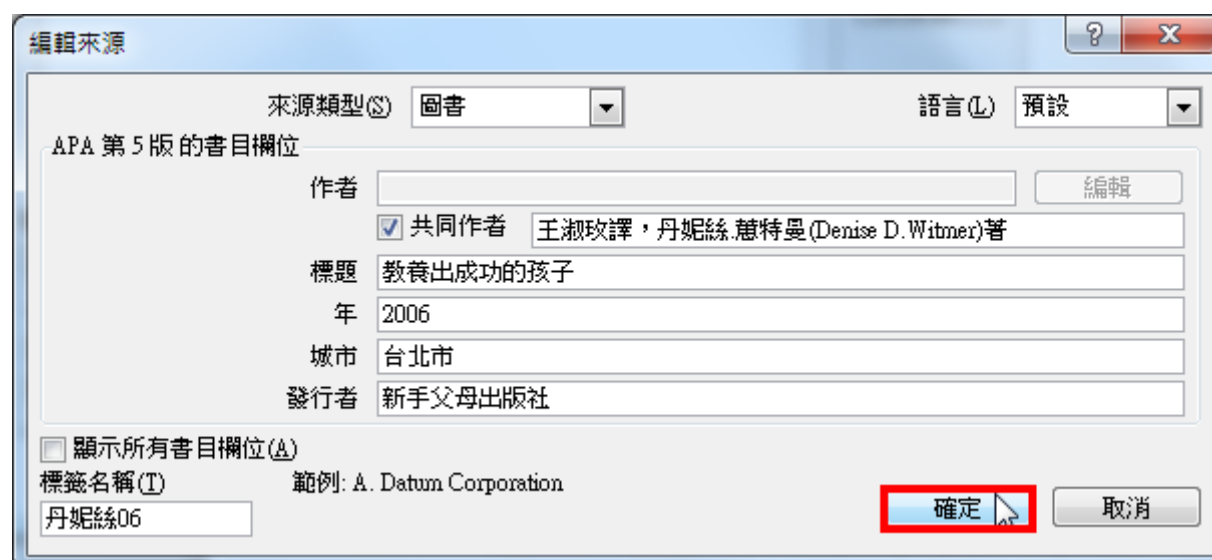 編輯來源
來源類型(S) 圖書 語言(L) 預設
APA 第 5 版 的書目欄位
作者 編輯
共同作者 王淑玫譯，丹妮絲.蕙特曼(Denise D.Witmer)著
標題 教養出成功的孩子
年 2006
城市 台北市
發行者 新手父母出版社
顯示所有書目欄位(A)
標籤名稱(T) 範例: A. Datum Corporation
丹妮絲06 確定 取消